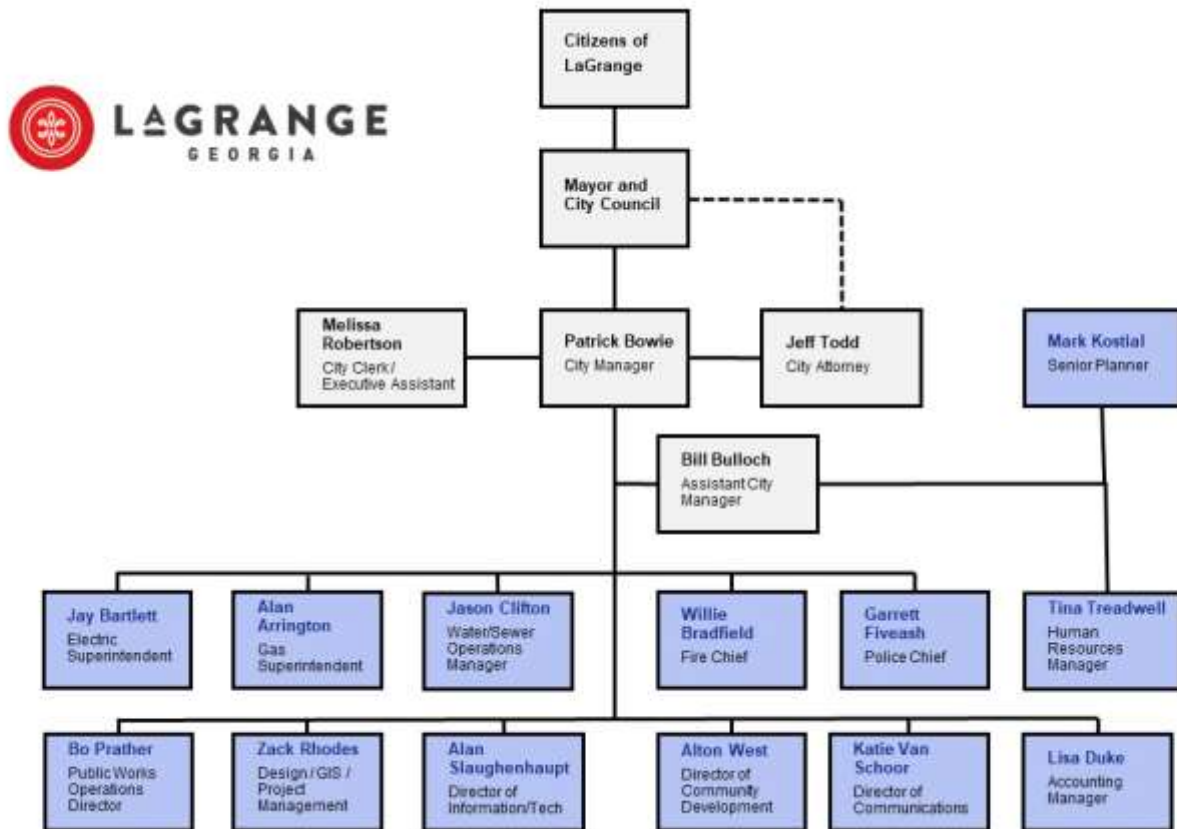 Citizens of
LaGrange
LAGRANGE
GEORGIA
Mayor and
City Council
Melissa
Robertson
City Clerk /
Executive Assistant
Patrick Bowie
City Manager
Jeff Todd
City Attorney
Mark Kostial
Senior Planner
Bill Bulloch
Assistant City
Manager
Jay Bartlett
Electric
Superintendent
Alan
Arrington
Gas
Superintendent
Jason Clifton
Water/Sewer
Operations
Manager
Willie
Bradfield
Fire Chief
Garrett
Fiveash
Police Chief
Tina Treadwell
Human
Resources
Manager
Bo Prather
Public Works
Operations
Director
Zack Rhodes
Design / GIS /
Project
Management
Alan
Slaughenhaupt
Director of
Information/Tech
Alton West
Director of
Community
Development
Katie Van
Schoor
Director of
Communications
Lisa Duke
Accounting
Manager